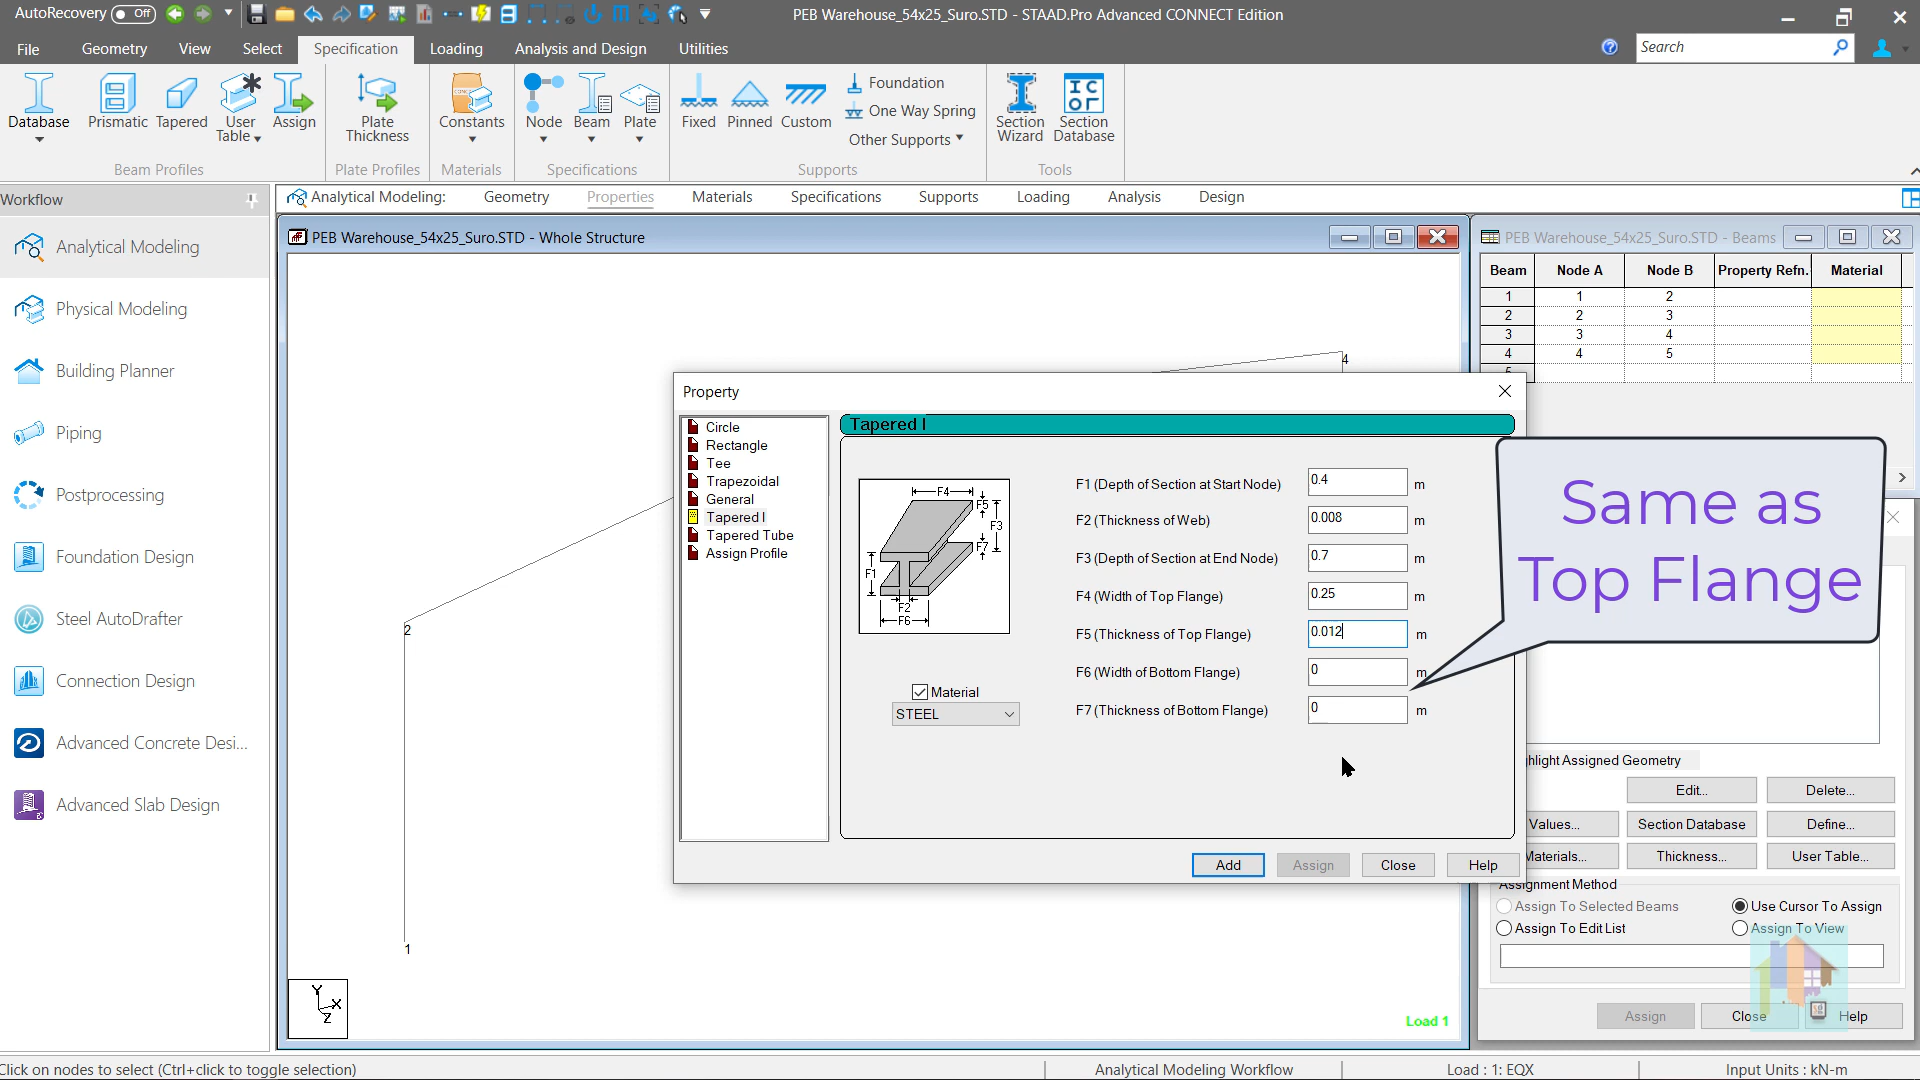 AutoRecovery Off
PEB Warehouse_54x25_Suro.STD - STAAD.Pro Advanced CONNECT Edition
File Geometry View Select Specification Loading Analysis and Design Utilities
Search
Database Prismatic Tapered User Table Assign
Plate Thickness
Constants
Node Beam Plate
Fixed Pinned Custom
Foundation
One Way Spring
Other Supports
Section Wizard
Section Database
Beam Profiles Plate Profiles Materials Specifications Supports Tools
Workflow
Analytical Modeling: Geometry Properties Materials Specifications Supports Loading Analysis Design
Analytical Modeling
Physical Modeling
Building Planner
Piping
Postprocessing
Foundation Design
Steel AutoDrafter
Connection Design
Advanced Concrete Desi...
Advanced Slab Design
PEB Warehouse_54x25_Suro.STD - Whole Structure
4
2
1
Y
X
Z
Load 1
PEB Warehouse_54x25_Suro.STD - Beams
Beam Node A Node B Property Refn. Material
1 1 2
2 2 3
3 3 4
4 4 5
Property
Circle
Rectangle
Tee
Trapezoidal
General
Tapered I
Tapered Tube
Assign Profile
Tapered I
F4
F5
F3
F7
F1
F2
F6
Material
STEEL
F1 (Depth of Section at Start Node) 0.4 m
F2 (Thickness of Web) 0.008 m
F3 (Depth of Section at End Node) 0.7 m
F4 (Width of Top Flange) 0.25 m
F5 (Thickness of Top Flange) 0.012 m
F6 (Width of Bottom Flange) 0 m
F7 (Thickness of Bottom Flange) 0 m
Add Assign Close Help
Same as
Top Flange
hlight Assigned Geometry
Edit... Delete...
Values... Section Database Define...
Materials... Thickness... User Table...
Assignment Method
Assign To Selected Beams Use Cursor To Assign
Assign To Edit List Assign To View
Assign Close Help
Click on nodes to select (Ctrl+click to toggle selection)
Analytical Modeling Workflow
Load : 1: EQX
Input Units : kN-m